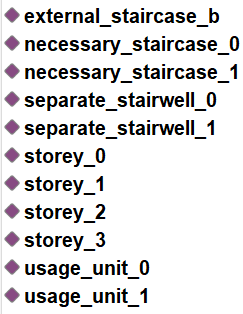 external_staircase_b
necessary_staircase_0
necessary_staircase_1
separate_stairwell_0
separate_stairwell_1
storey_0
storey_1
storey_2
storey_3
usage_unit_0
usage_unit_1